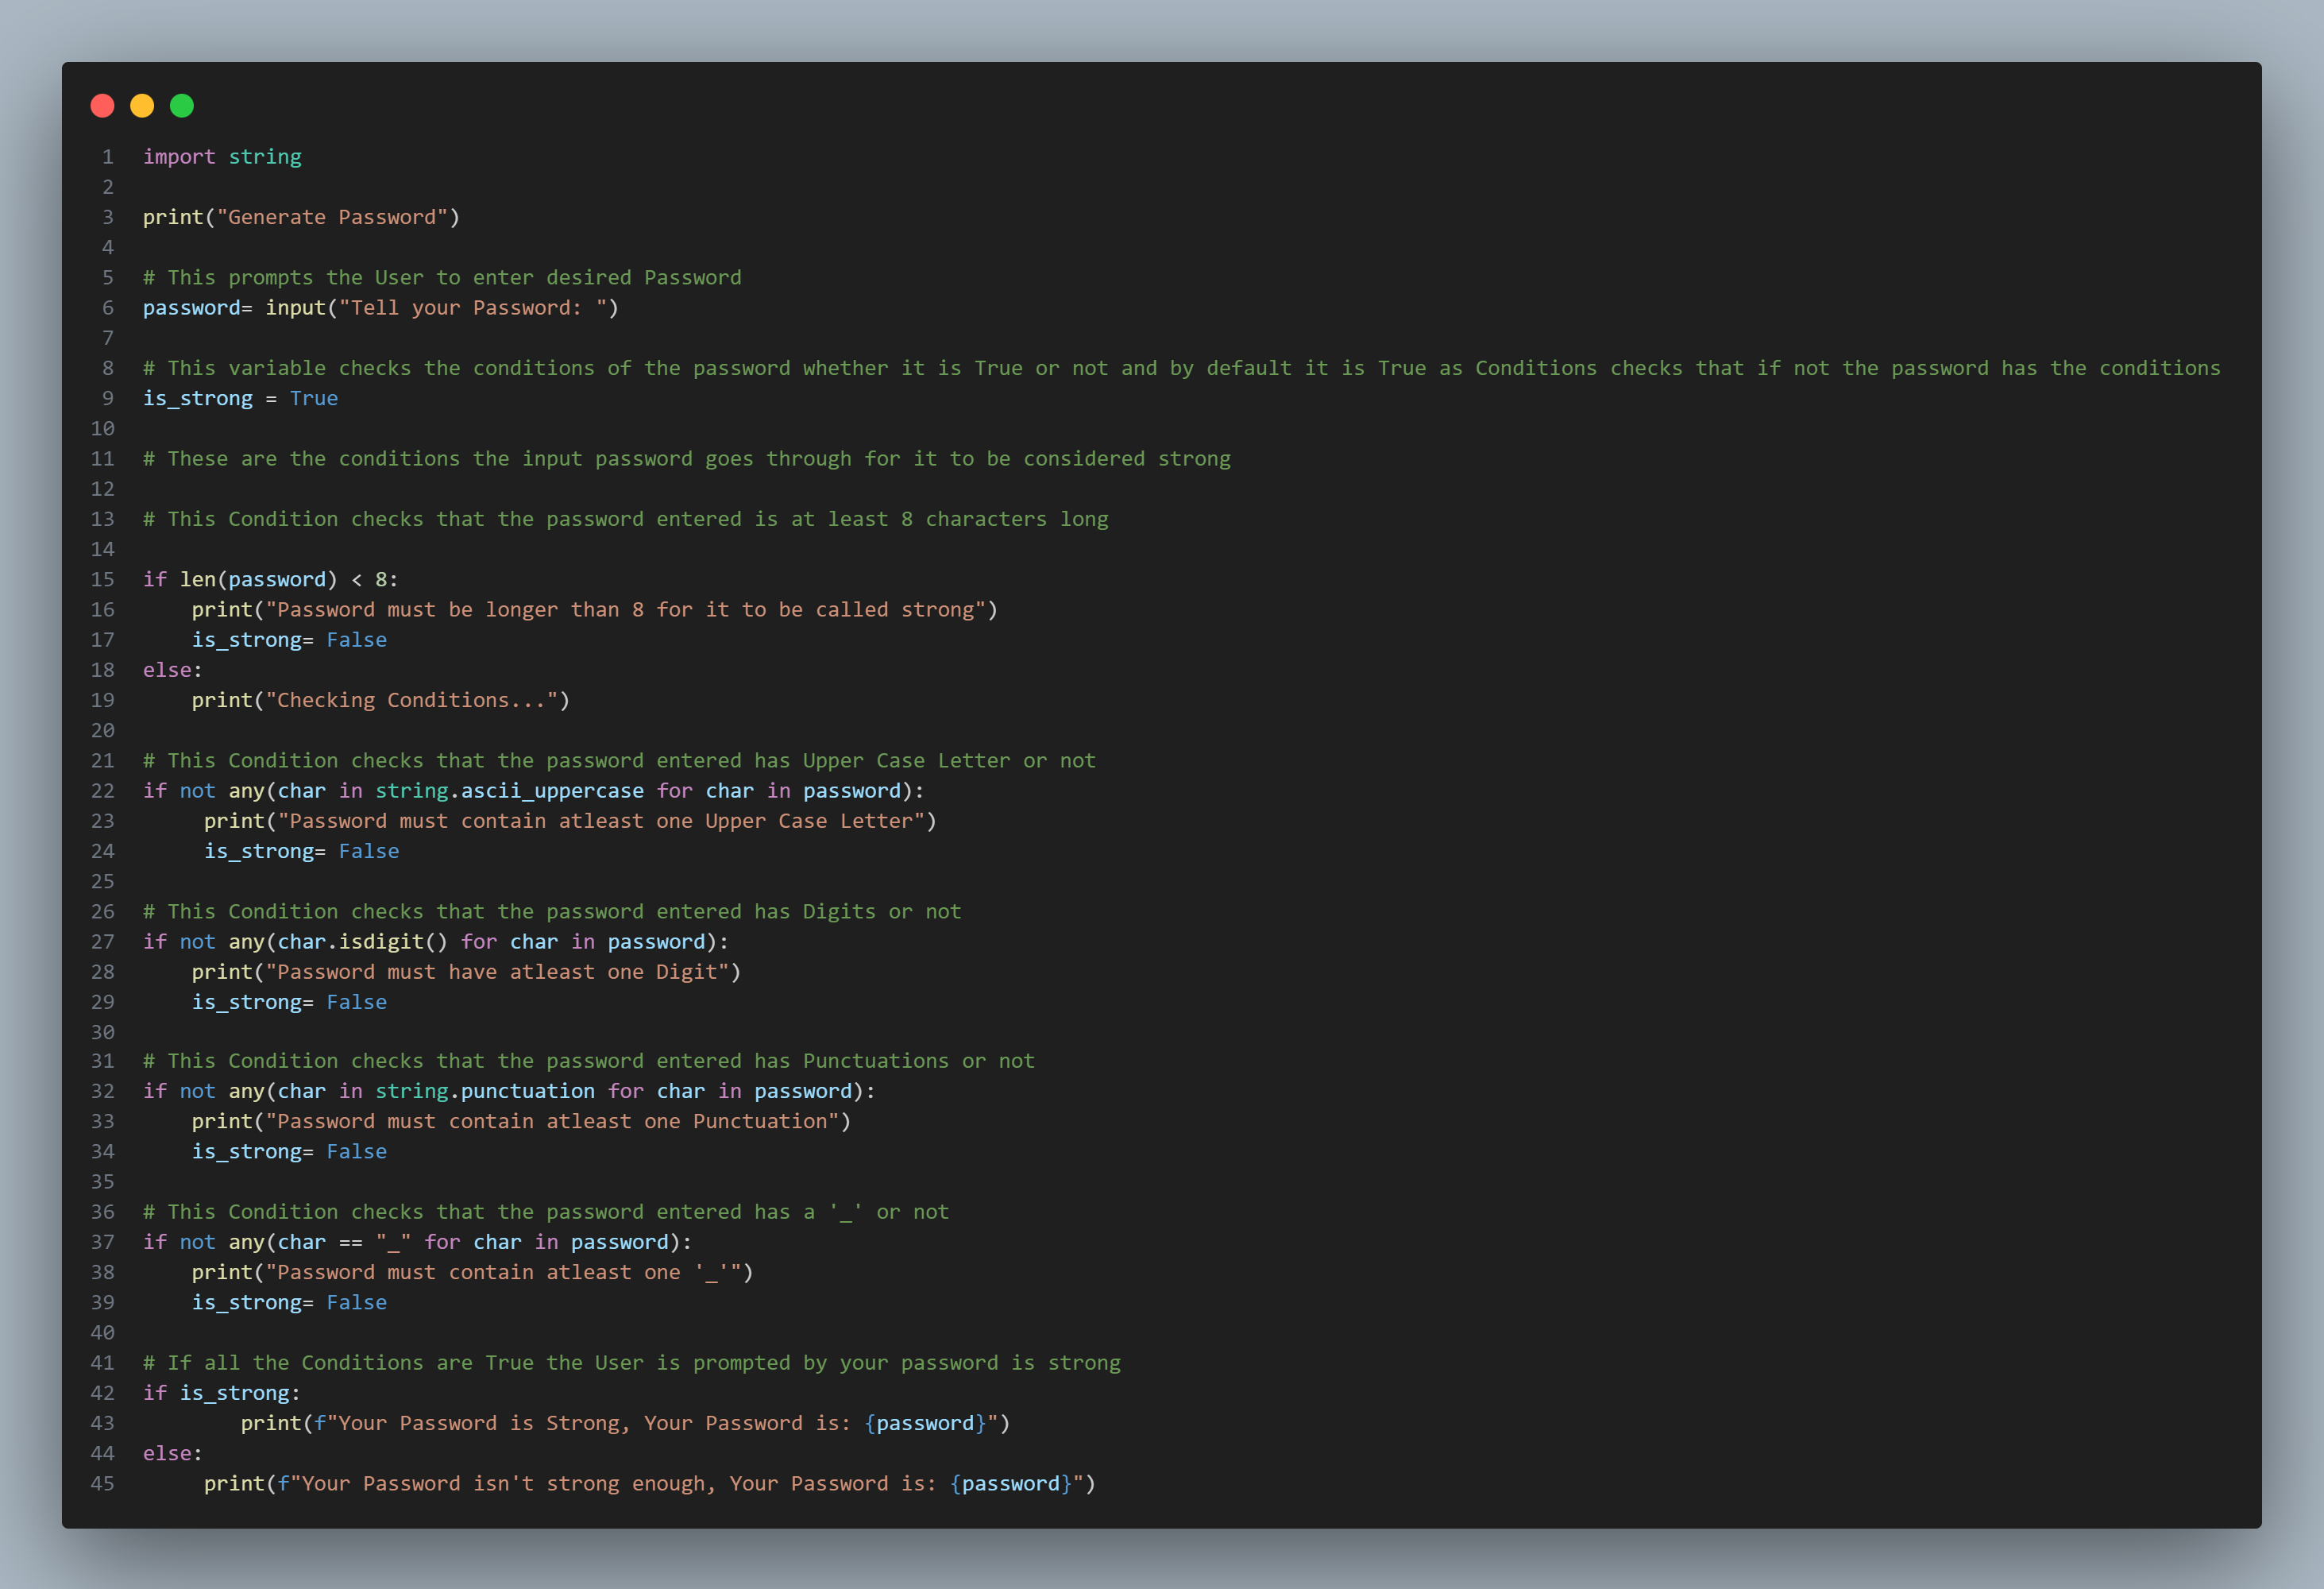 1 import string
2
3 print("Generate Password")
4
5 # This prompts the User to enter desired Password
6 password= input("Tell your Password: ")
7
8 # This variable checks the conditions of the password whether it is True or not and by default it is True as Conditions checks that if not the password has the conditions
9 is_strong = True
10
11 # These are the conditions the input password goes through for it to be considered strong
12
13 # This Condition checks that the password entered is at least 8 characters long
14
15 if len(password) < 8:
16     print("Password must be longer than 8 for it to be called strong")
17     is_strong= False
18 else:
19     print("Checking Conditions...")
20
21 # This Condition checks that the password entered has Upper Case Letter or not
22 if not any(char in string.ascii_uppercase for char in password):
23      print("Password must contain atleast one Upper Case Letter")
24      is_strong= False
25
26 # This Condition checks that the password entered has Digits or not
27 if not any(char.isdigit() for char in password):
28     print("Password must have atleast one Digit")
29     is_strong= False
30
31 # This Condition checks that the password entered has Punctuations or not
32 if not any(char in string.punctuation for char in password):
33     print("Password must contain atleast one Punctuation")
34     is_strong= False
35
36 # This Condition checks that the password entered has a '_' or not
37 if not any(char == "_" for char in password):
38     print("Password must contain atleast one '_'")
39     is_strong= False
40
41 # If all the Conditions are True the User is prompted by your password is strong
42 if is_strong:
43         print(f"Your Password is Strong, Your Password is: {password}")
44 else:
45      print(f"Your Password isn't strong enough, Your Password is: {password}")